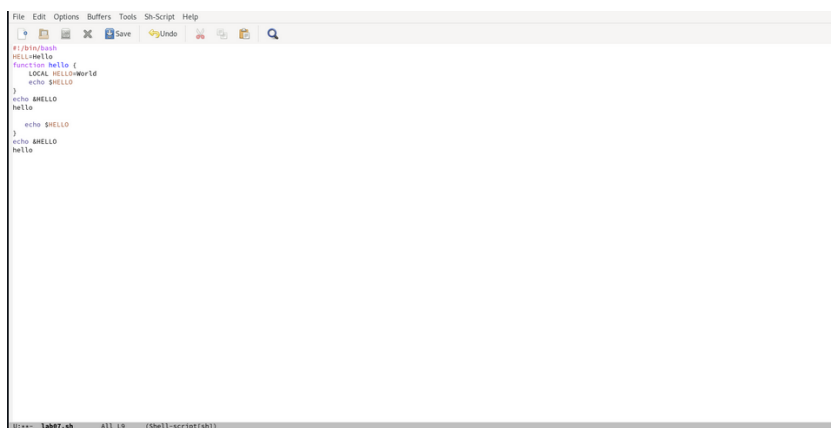 File Edit Options Buffers Tools Sh-Script Help
Save Undo
#!/bin/bash
HELL=Hello
function hello {
LOCAL HELLO=World
echo $HELLO
}
echo &HELLO
hello
echo $HELLO
}
echo &HELLO
hello
U:**- lab07.sh All L9 (Shell-script(sh))